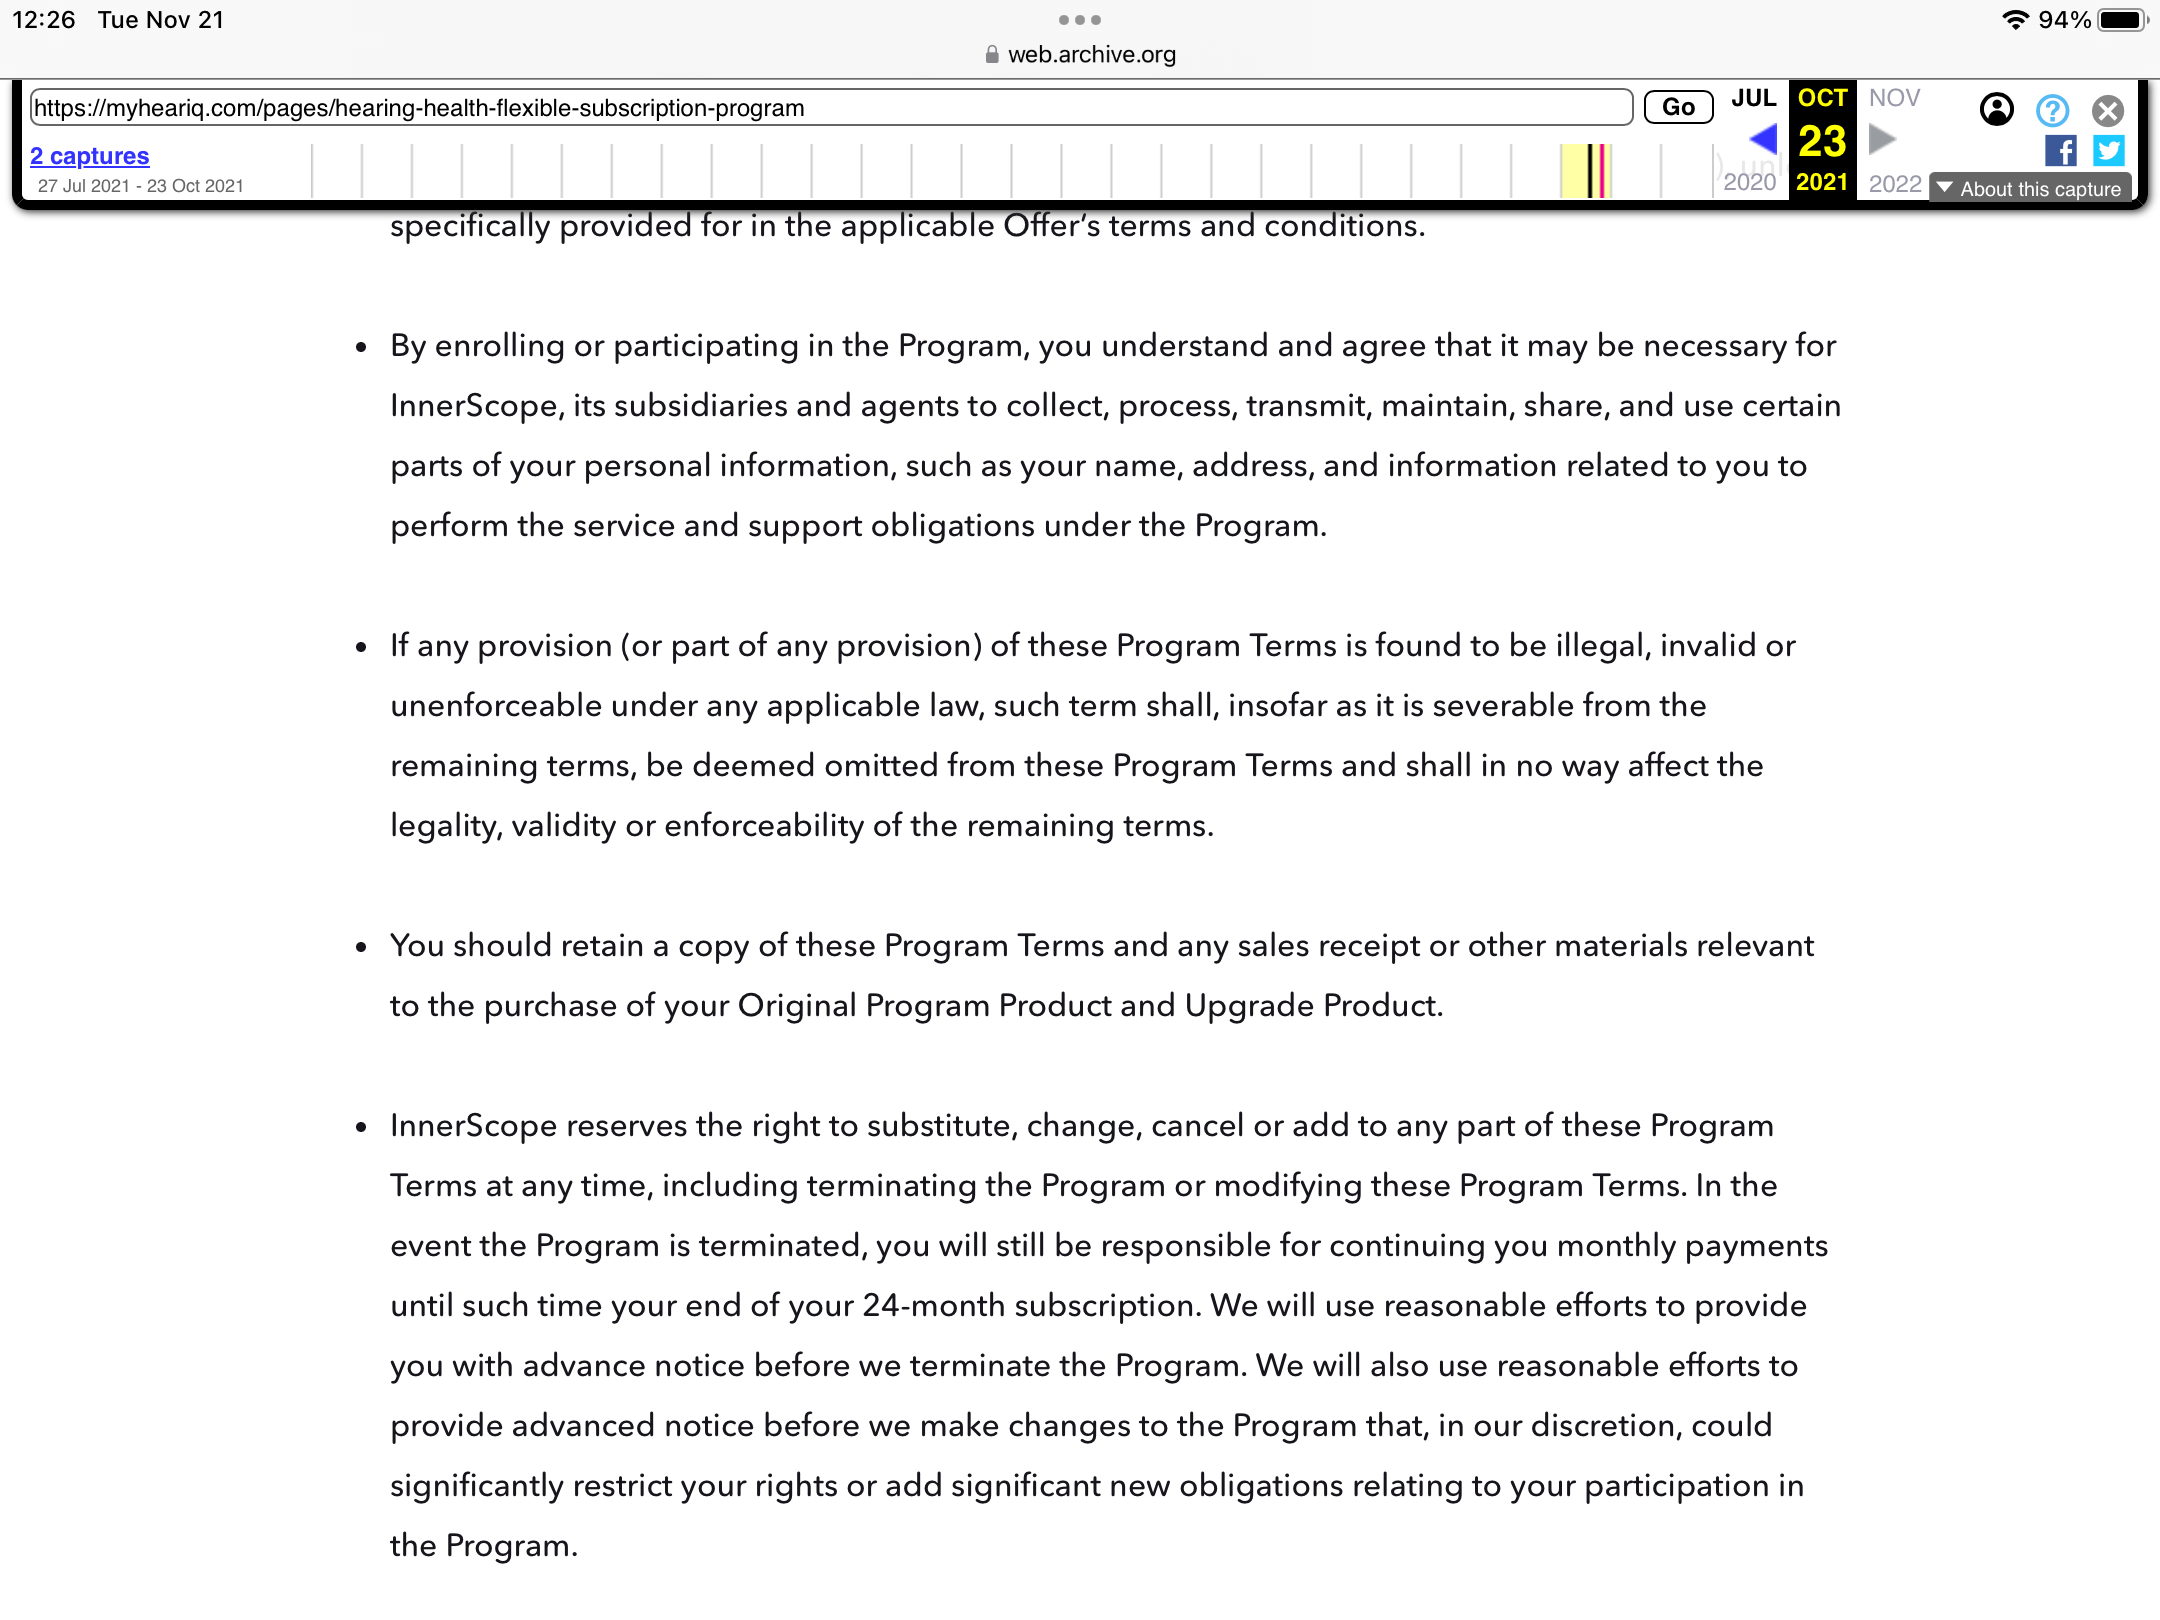 12:26 Tue Nov 21
94%
web.archive.org
https://myheariq.com/pages/hearing-health-flexible-subscription-program
Go
JUL
OCT
NOV
23
2 captures
27 Jul 2021 - 23 Oct 2021
2020
2021
2022
▼ About this capture
specifically provided for in the applicable Offer’s terms and conditions.
• By enrolling or participating in the Program, you understand and agree that it may be necessary for
InnerScope, its subsidiaries and agents to collect, process, transmit, maintain, share, and use certain
parts of your personal information, such as your name, address, and information related to you to
perform the service and support obligations under the Program.
• If any provision (or part of any provision) of these Program Terms is found to be illegal, invalid or
unenforceable under any applicable law, such term shall, insofar as it is severable from the
remaining terms, be deemed omitted from these Program Terms and shall in no way affect the
legality, validity or enforceability of the remaining terms.
• You should retain a copy of these Program Terms and any sales receipt or other materials relevant
to the purchase of your Original Program Product and Upgrade Product.
• InnerScope reserves the right to substitute, change, cancel or add to any part of these Program
Terms at any time, including terminating the Program or modifying these Program Terms. In the
event the Program is terminated, you will still be responsible for continuing you monthly payments
until such time your end of your 24-month subscription. We will use reasonable efforts to provide
you with advance notice before we terminate the Program. We will also use reasonable efforts to
provide advanced notice before we make changes to the Program that, in our discretion, could
significantly restrict your rights or add significant new obligations relating to your participation in
the Program.